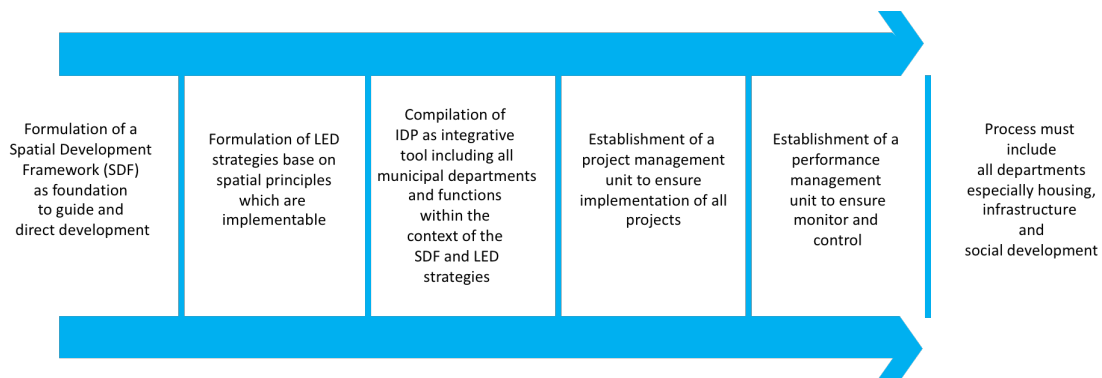 Formulation of a
Spatial Development
Framework (SDF)
as foundation
to guide and
direct development
Formulation of LED
strategies base on
spatial principles
which are
implementable
Compilation of
IDP as integrative
tool including all
municipal departments
and functions
within the
context of the
SDF and LED
strategies
Establishment of a
project management
unit to ensure
implementation of all
projects
Establishment of a
performance
management
unit to ensure
monitor and
control
Process must
include
all departments
especially housing,
infrastructure
and
social development